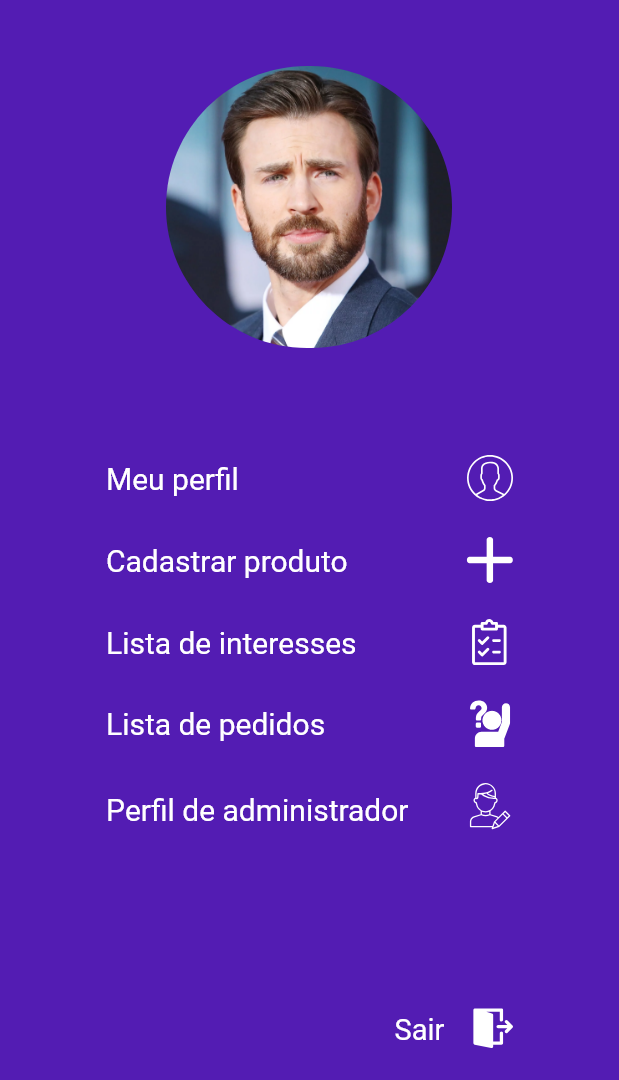 Meu perfil
Cadastrar produto
Lista de interesses
Lista de pedidos
Perfil de administrador
Sair